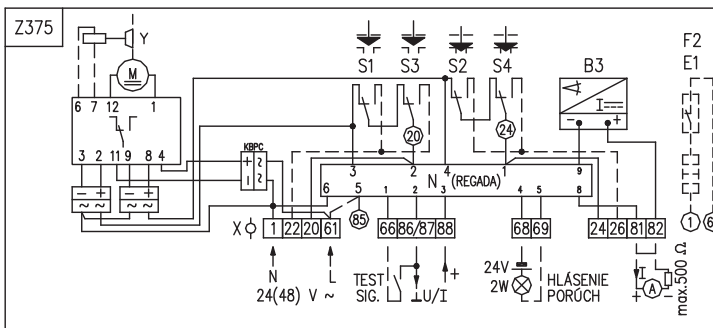 Z375
Y
M
6 7 12 1
3 2 11 9 8 4
− + − +
~ ~
KBPC
+ ~
− ~
S1 S3 S2 S4
20
24
B3
I
− +
F2
E1
1 6
3 2 4 1 9
N (REGADA)
6 5 1 2 3 4 5 8
85
X 1 22 20 61
66 86/87 88
68 69
24 26 81 82
N L
24(48) V ~
TEST
SIG.
⊥U/I
+
24V
2W
HLÁSENIE
PORÚCH
I
+ A −
max.500 Ω